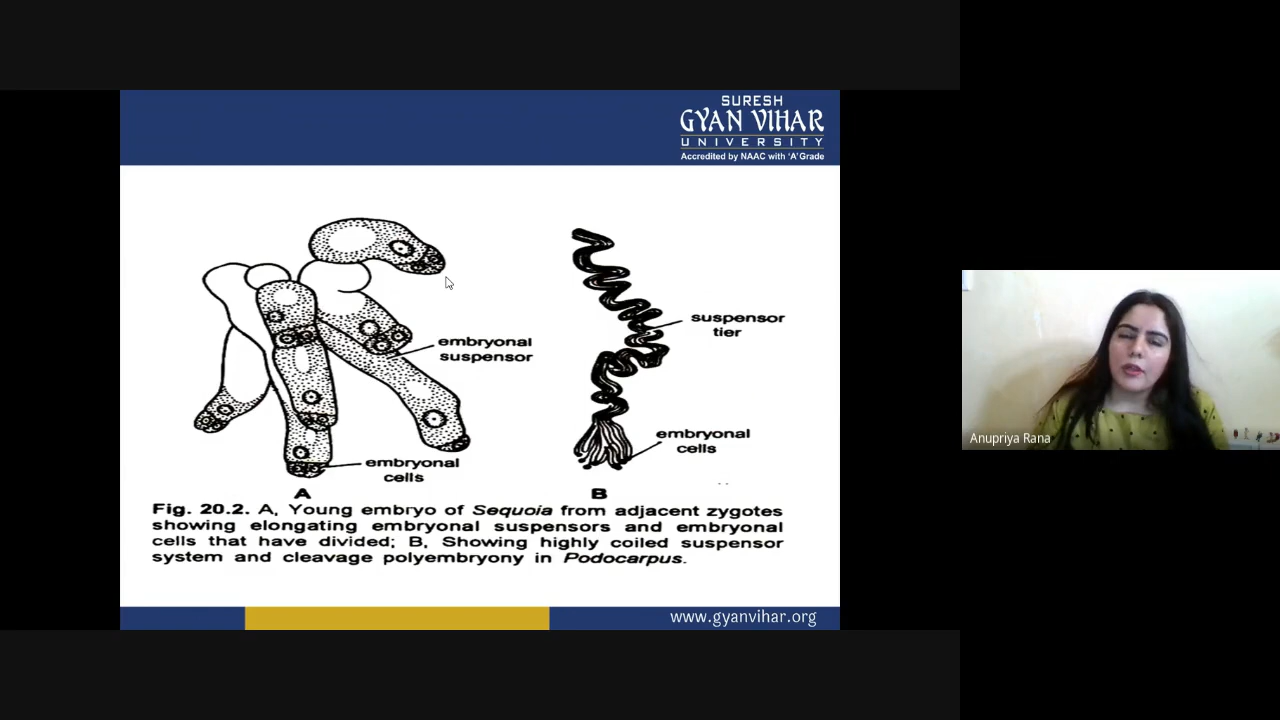 SURESH
GYAN VIHAR
UNIVERSITY
Accredited by NAAC with 'A' Grade
suspensor
tier
embryonal
suspensor
embryonal
cells
embryonal
cells
A
B
Fig. 20.2. A, Young embryo of Sequoia from adjacent zygotes
showing elongating embryonal suspensors and embryonal
cells that have divided; B, Showing highly coiled suspensor
system and cleavage polyembryony in Podocarpus.
www.gyanvihar.org
Anupriya Rana